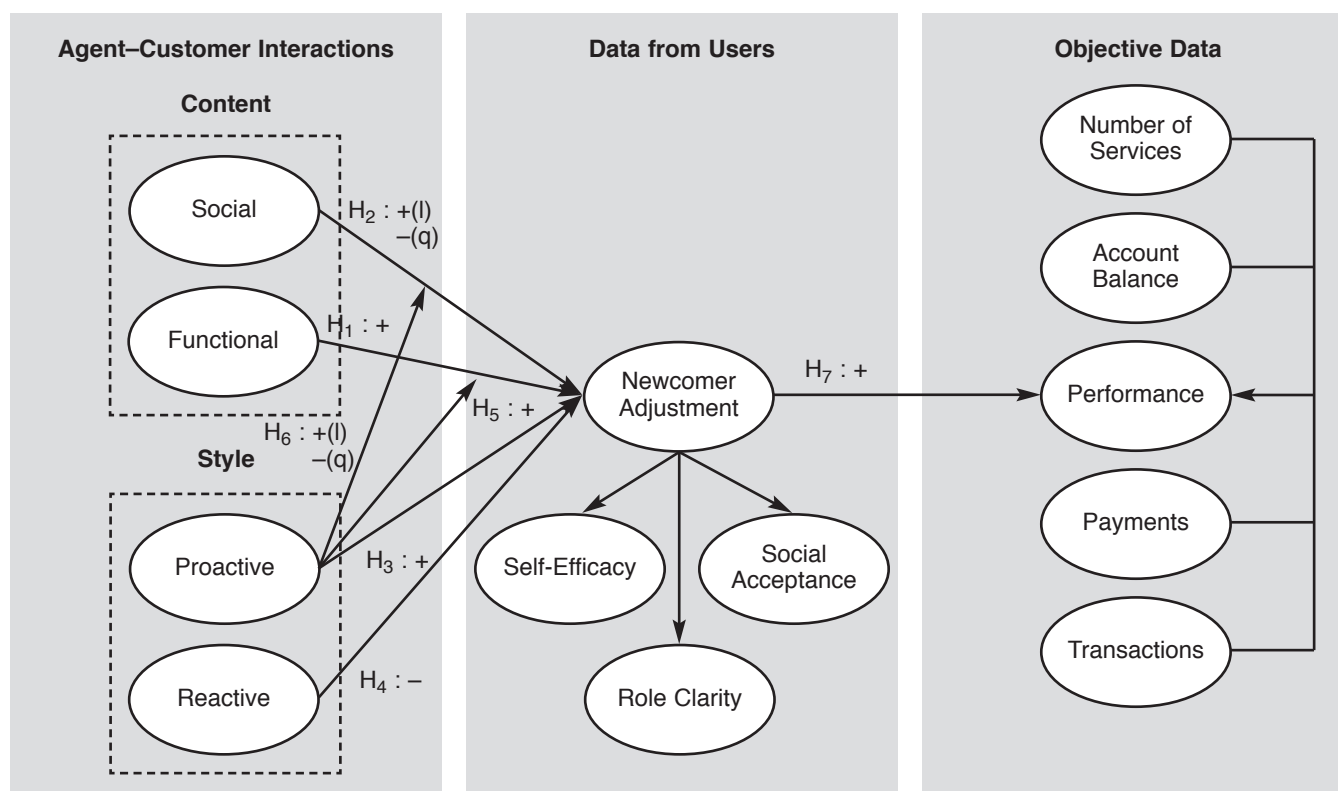 Agent–Customer Interactions
Content
Social
Functional
H2 : +(l)
–(q)
H1 : +
H6 : +(l)
–(q)
Style
Proactive
Reactive
H5 : +
H3 : +
H4 : –
Data from Users
Newcomer
Adjustment
Self-Efficacy
Social
Acceptance
Role Clarity
H7 : +
Objective Data
Number of
Services
Account
Balance
Performance
Payments
Transactions